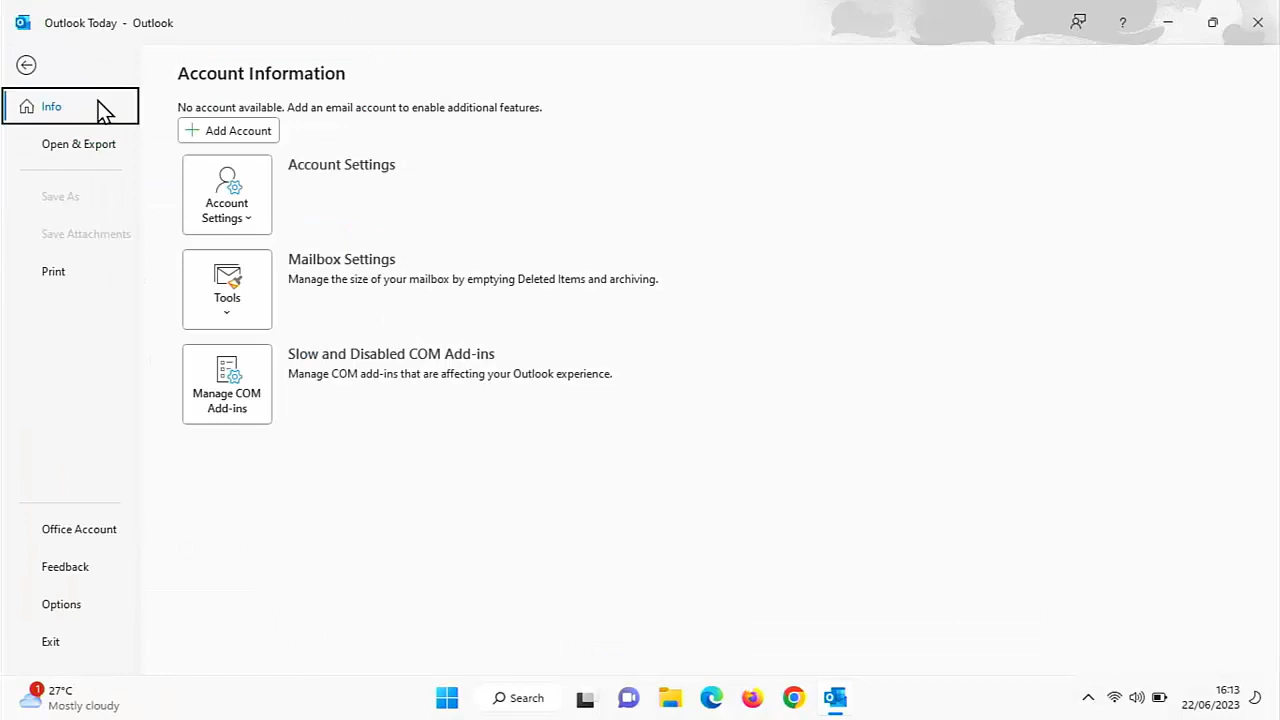 Outlook Today - Outlook
?
Info
Open & Export
Save As
Save Attachments
Print
Office Account
Feedback
Options
Exit
Account Information
No account available. Add an email account to enable additional features.
Add Account
Account
Settings
Account Settings
Tools
Mailbox Settings
Manage the size of your mailbox by emptying Deleted Items and archiving.
Manage COM
Add-ins
Slow and Disabled COM Add-ins
Manage COM add-ins that are affecting your Outlook experience.
1
27°C
Mostly cloudy
Search
16:13
22/06/2023